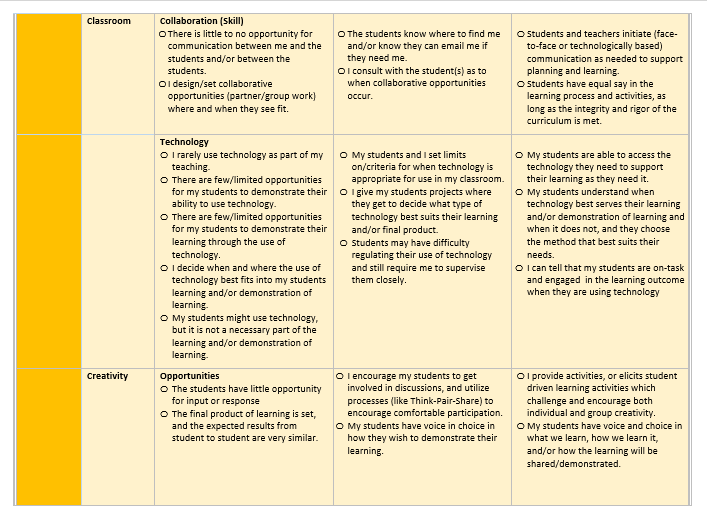 Classroom
Collaboration (Skill)
O There is little to no opportunity for
communication between me and the
students and/or between the
students.
O I design/set collaborative
opportunities (partner/group work)
where and when they see fit.
O The students know where to find me
and/or know they can email me if
they need me.
O I consult with the student(s) as to
when collaborative opportunities
occur.
O Students and teachers initiate (face-
to-face or technologically based)
communication as needed to support
planning and learning.
O Students have equal say in the
learning process and activities, as
long as the integrity and rigor of the
curriculum is met.
Technology
O I rarely use technology as part of my
teaching.
O There are few/limited opportunities
for my students to demonstrate their
ability to use technology.
O There are few/limited opportunities
for my students to demonstrate their
learning through the use of
technology.
O I decide when and where the use of
technology best fits into my students
learning and/or demonstration of
learning.
O My students might use technology,
but it is not a necessary part of the
learning and/or demonstration of
learning.
O My students and I set limits
on/criteria for when technology is
appropriate for use in my classroom.
O I give my students projects where
they get to decide what type of
technology best suits their learning
and/or final product.
O Students may have difficulty
regulating their use of technology
and still require me to supervise
them closely.
O My students are able to access the
technology they need to support
their learning as they need it.
O My students understand when
technology best serves their learning
and/or demonstration of learning and
when it does not, and they choose
the method that best suits their
needs.
O I can tell that my students are on-task
and engaged in the learning outcome
when they are using technology
Creativity
Opportunities
O The students have little opportunity
for input or response
O The final product of learning is set,
and the expected results from
student to student are very similar.
O I encourage my students to get
involved in discussions, and utilize
processes (like Think-Pair-Share) to
encourage comfortable participation.
O My students have voice in choice in
how they wish to demonstrate their
learning.
O I provide activities, or elicits student
driven learning activities which
challenge and encourage both
individual and group creativity.
O My students have voice and choice in
what we learn, how we learn it,
and/or how the learning will be
shared/demonstrated.